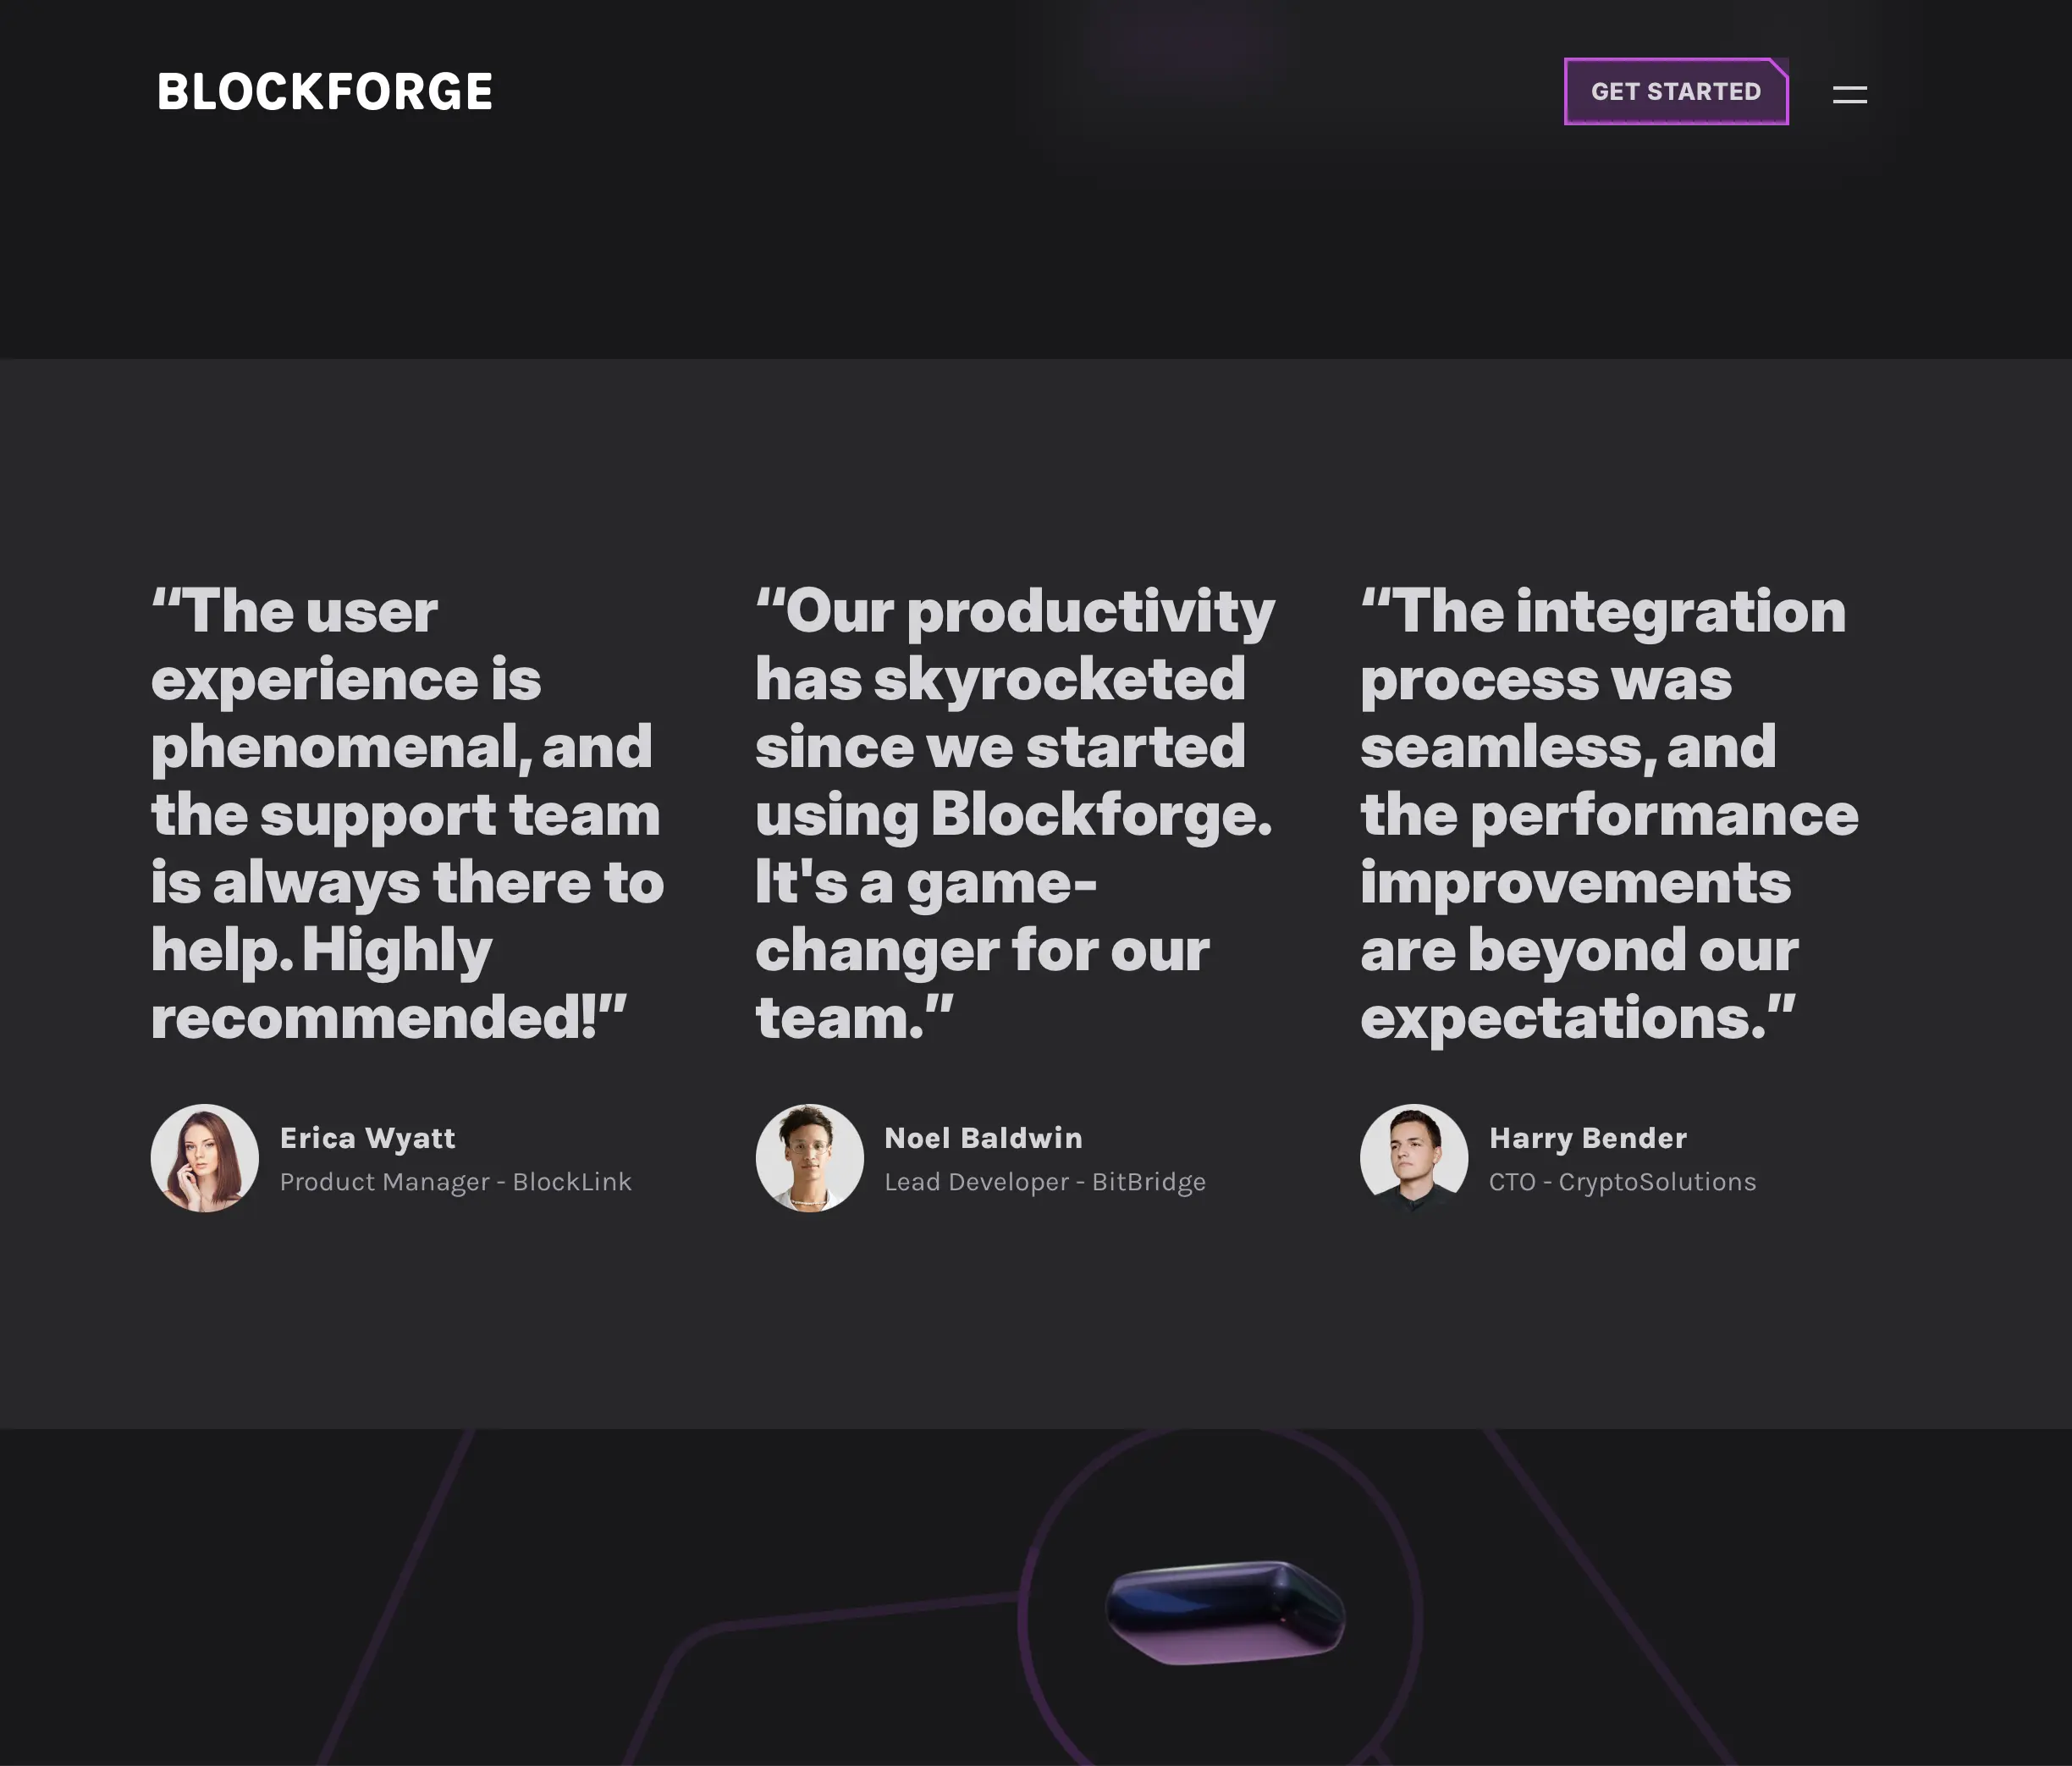 BLOCKFORGE
GET STARTED
“The user
experience is
phenomenal, and
the support team
is always there to
help. Highly
recommended!”
Erica Wyatt
Product Manager - BlockLink
“Our productivity
has skyrocketed
since we started
using Blockforge.
It's a game-
changer for our
team.”
Noel Baldwin
Lead Developer - BitBridge
“The integration
process was
seamless, and
the performance
improvements
are beyond our
expectations.”
Harry Bender
CTO - CryptoSolutions